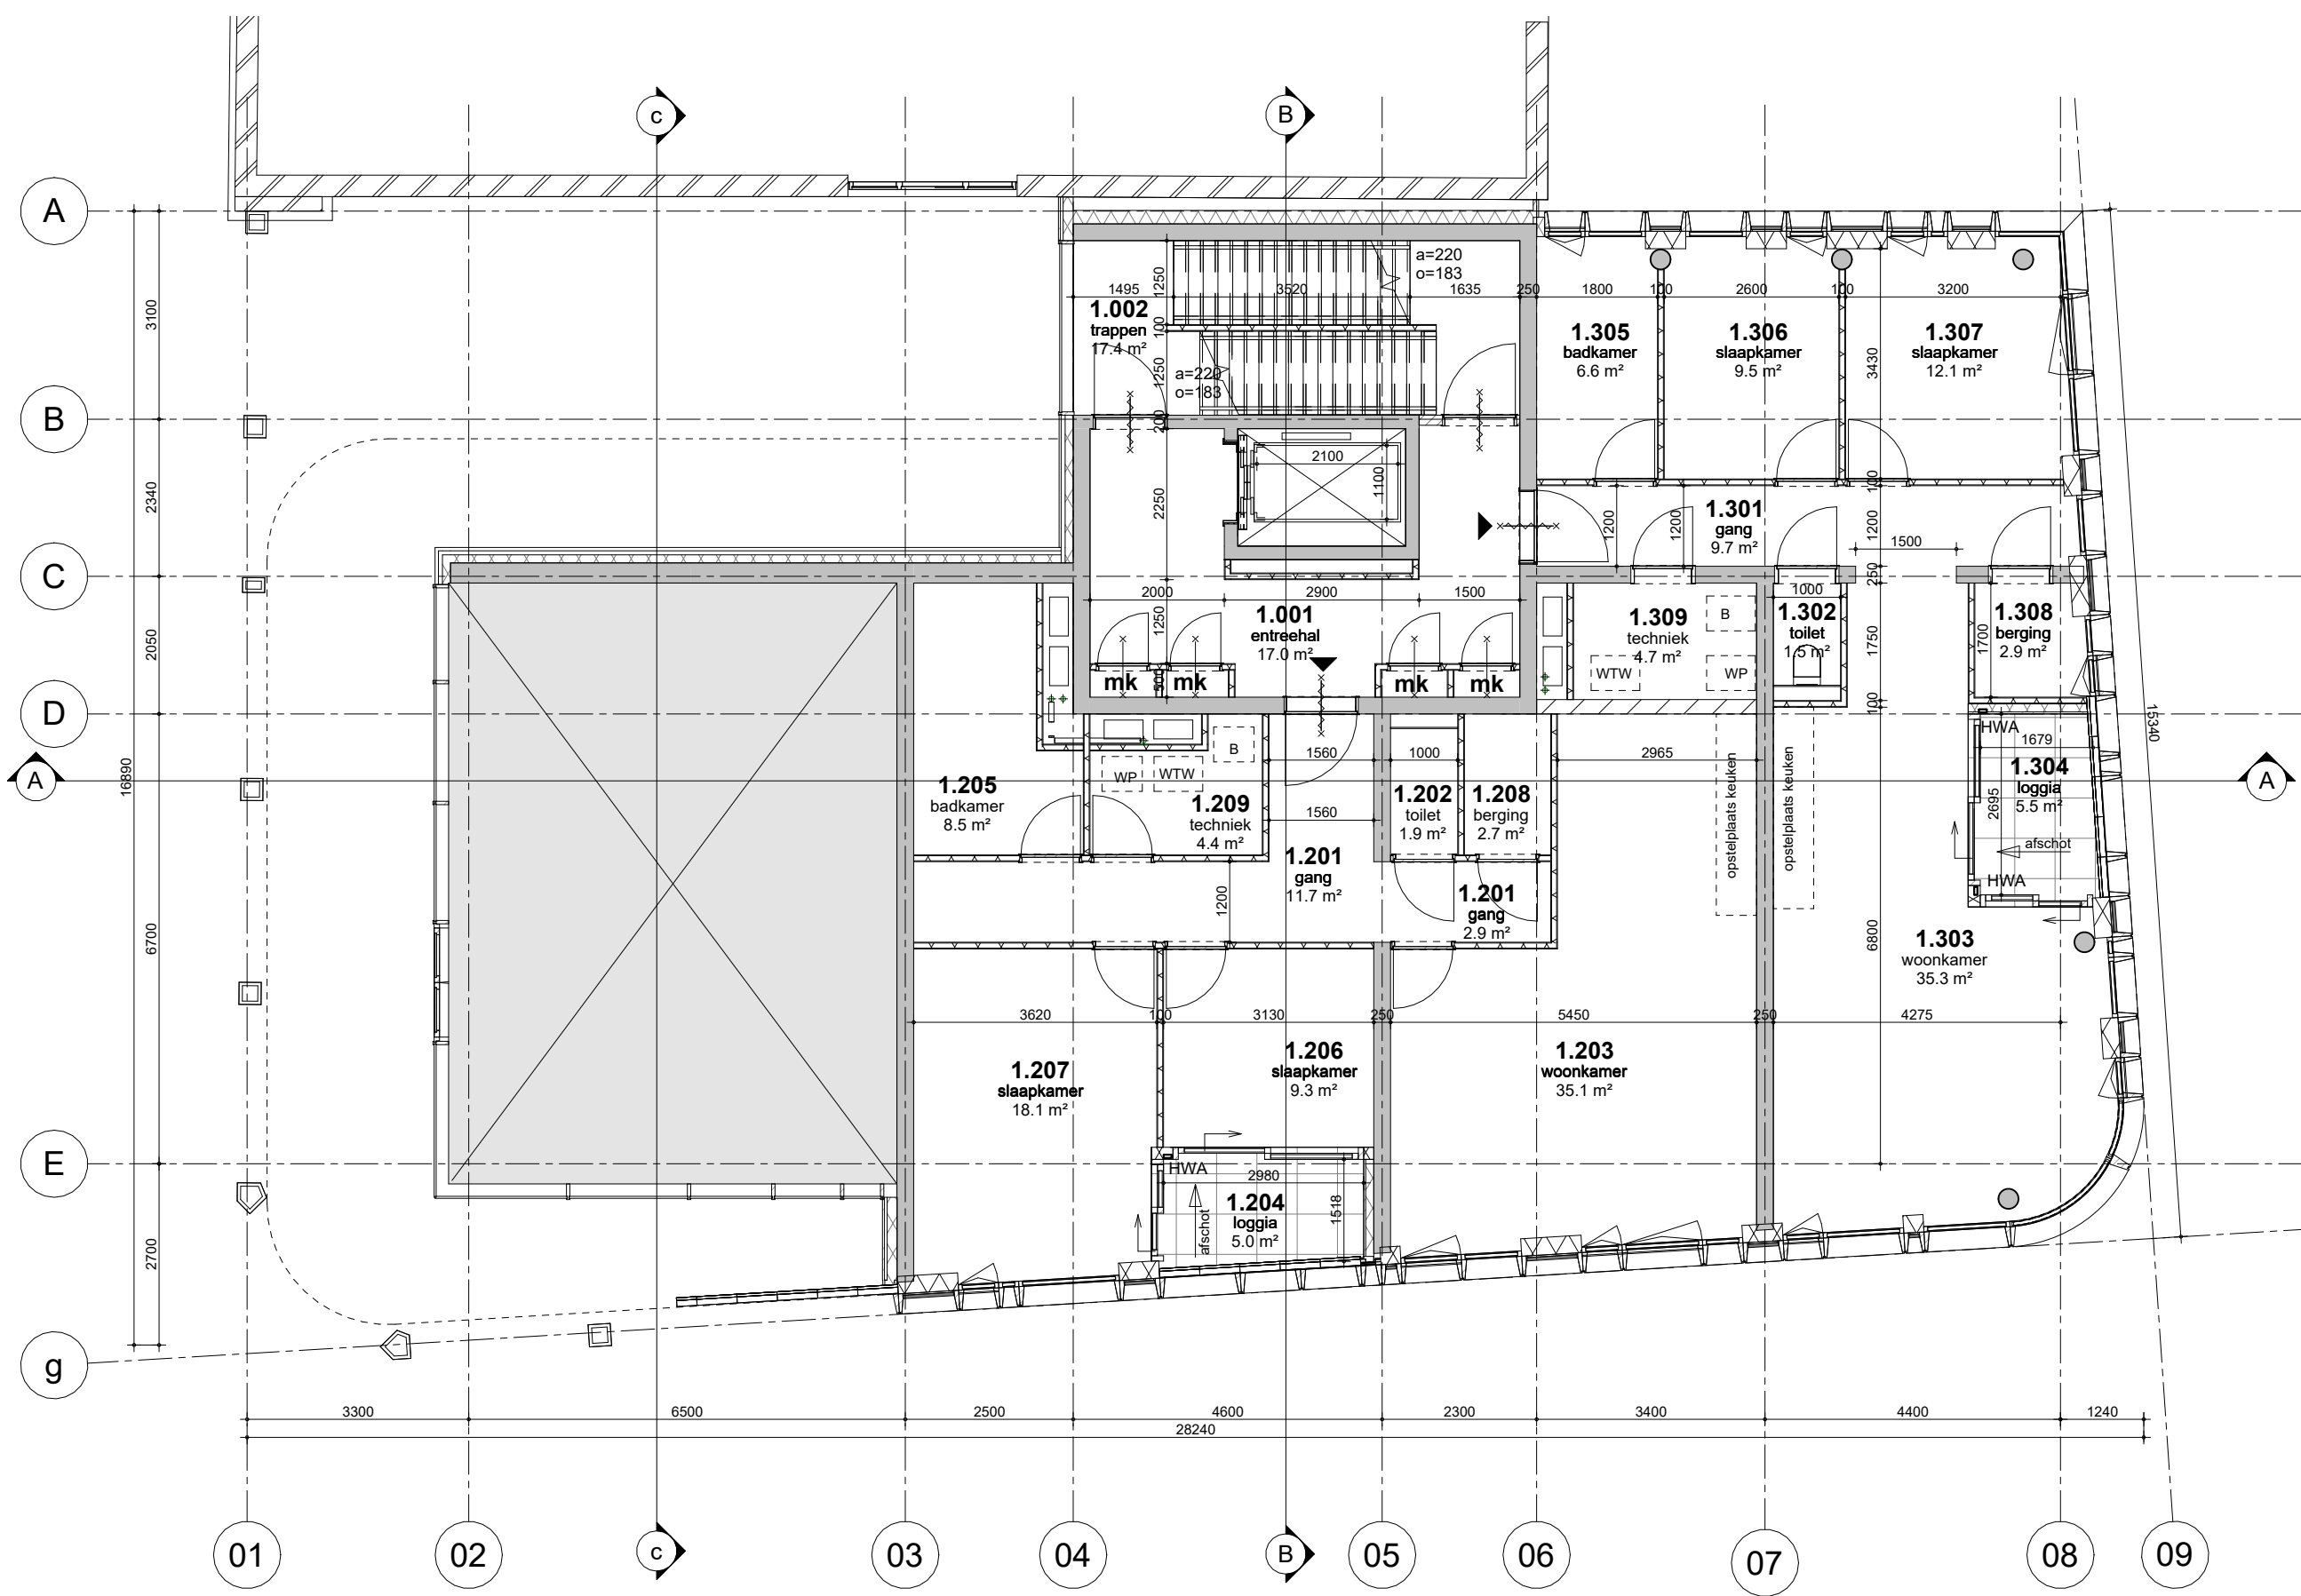 c
B
A
a=220
o=183
1250
1495
3520
1635
250
1800
100
2600
100
3200
3100
1.002
trappen
17.4 m²
100
1.305
badkamer
6.6 m²
1.306
slaapkamer
9.5 m²
1.307
slaapkamer
12.1 m²
3430
1250
a=220
o=183
B
200
2100
1100
2340
2250
100
1.301
gang
9.7 m²
1200
1200
1200
1500
C
250
2000
2900
1500
1000
1.001
entreehal
17.0 m²
1250
1.309
techniek
4.7 m²
B
WTW
WP
1.302
toilet
1.5 m²
1750
1.308
berging
2.9 m²
1700
2050
mk
mk
mk
mk
500
100
D
HWA
1679
15340
1560
1000
2965
B
WP
WTW
A
A
16890
1.205
badkamer
8.5 m²
1.209
techniek
4.4 m²
1.202
toilet
1.9 m²
1.208
berging
2.7 m²
opstelplaats keuken
opstelplaats keuken
1.304
loggia
5.5 m²
2695
afschot
HWA
1560
1.201
gang
11.7 m²
1200
1.201
gang
2.9 m²
6700
6800
1.303
woonkamer
35.3 m²
3620
100
3130
250
5450
250
4275
1.207
slaapkamer
18.1 m²
1.206
slaapkamer
9.3 m²
1.203
woonkamer
35.1 m²
E
HWA
2980
1.204
loggia
5.0 m²
afschot
1518
2700
g
3300
6500
2500
4600
2300
3400
4400
1240
28240
01
02
c
03
04
B
05
06
07
08
09